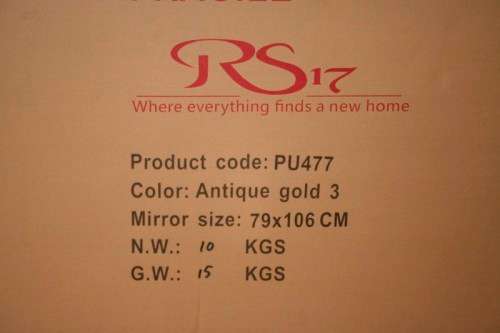 RS17
Where everything finds a new home
Product code: PU477
Color: Antique gold 3
Mirror size: 79x106 CM
N.W.: 10 KGS
G.W.: 15 KGS